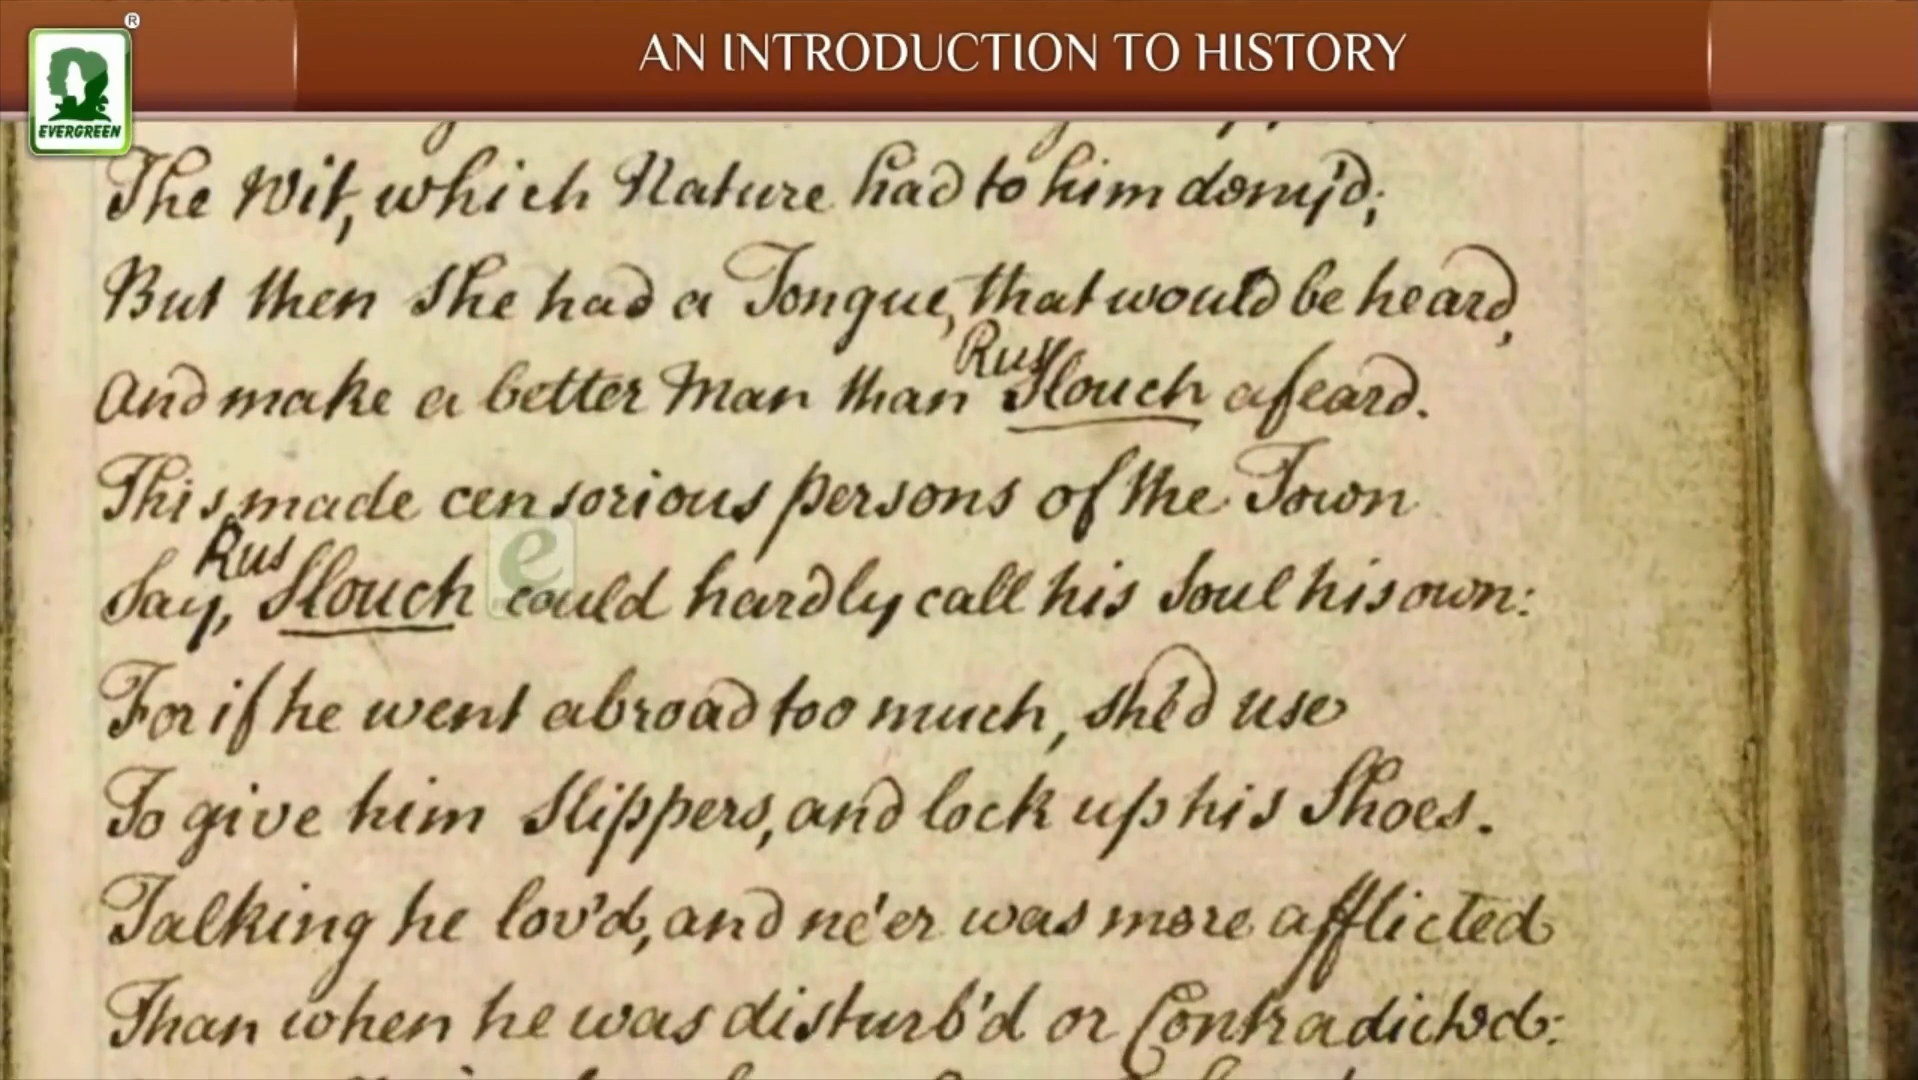 AN INTRODUCTION TO HISTORY
®
EVERGREEN
The Wit, which Nature had to him deny'd;
But then She had a Tongue, that would be heard,
Rus
And make a better Man than Slouch afeard.
This made censorious persons of the Town
Rus
Say, Slouch could hardly call his Soul his own:
For if he went abroad too much, she'd use
To give him Slippers, and lock up his Shoes.
Talking he lov'd, and ne'er was more afflicted
Than when he was disturb'd or Contradicted: